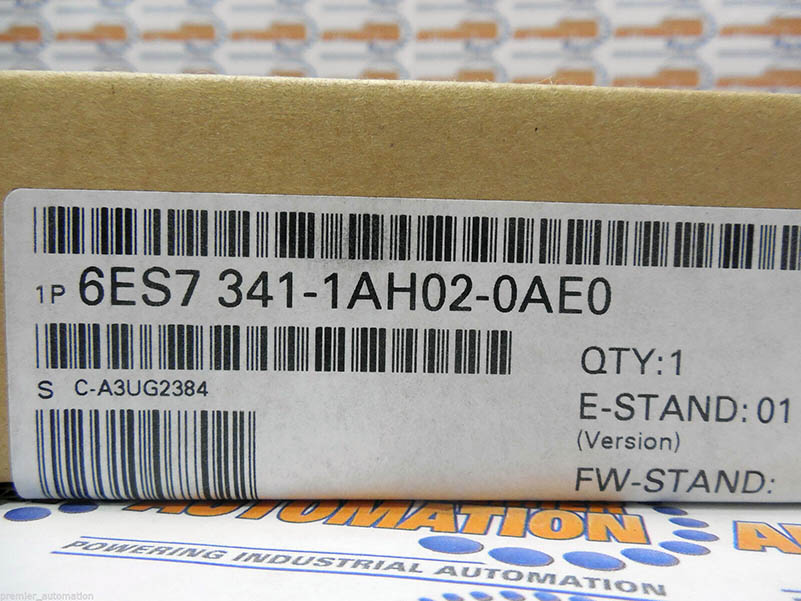 1P 6ES7 341-1AH02-0AE0
S C-A3UG2384
QTY:1
E-STAND: 01
(Version)
FW-STAND:
AUTOMATION
POWERING INDUSTRIAL AUTOMATION
premier_automation